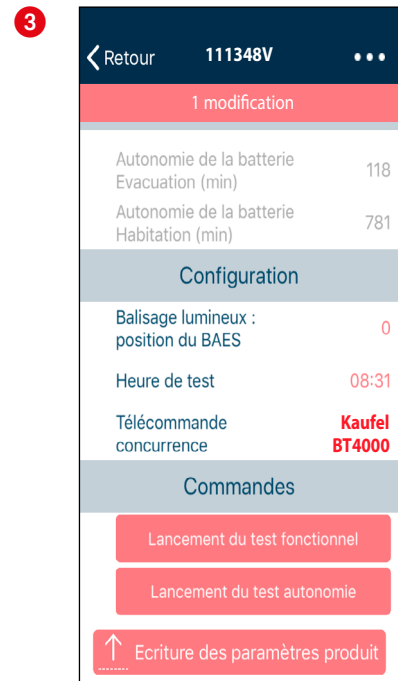 3
Retour 111348V
1 modification
Autonomie de la batterie
Evacuation (min) 118
Autonomie de la batterie
Habitation (min) 781
Configuration
Balisage lumineux :
position du BAES 0
Heure de test 08:31
Télécommande Kaufel
concurrence BT4000
Commandes
Lancement du test fonctionnel
Lancement du test autonomie
Ecriture des paramètres produit